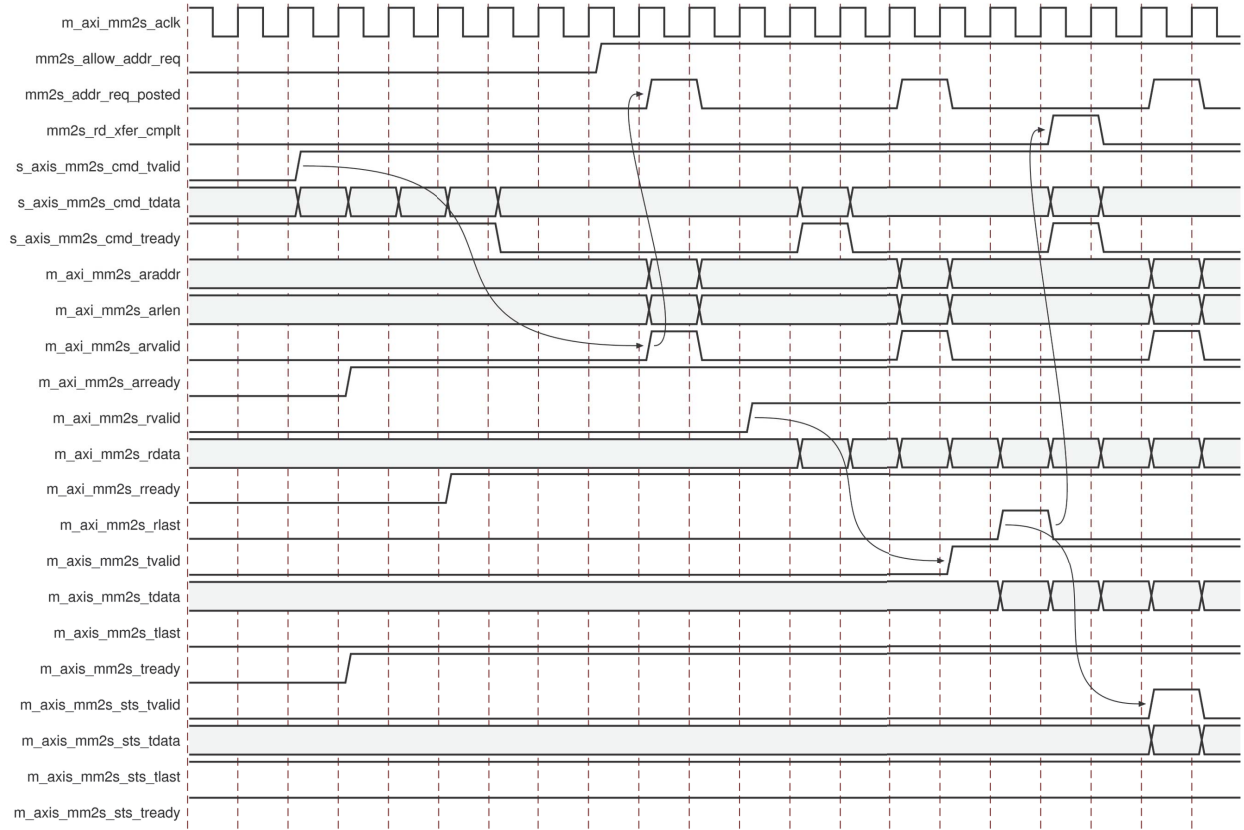 m_axi_mm2s_aclk
mm2s_allow_addr_req
mm2s_addr_req_posted
mm2s_rd_xfer_cmplt
s_axis_mm2s_cmd_tvalid
s_axis_mm2s_cmd_tdata
s_axis_mm2s_cmd_tready
m_axi_mm2s_araddr
m_axi_mm2s_arlen
m_axi_mm2s_arvalid
m_axi_mm2s_arready
m_axi_mm2s_rvalid
m_axi_mm2s_rdata
m_axi_mm2s_rready
m_axi_mm2s_rlast
m_axis_mm2s_tvalid
m_axis_mm2s_tdata
m_axis_mm2s_tlast
m_axis_mm2s_tready
m_axis_mm2s_sts_tvalid
m_axis_mm2s_sts_tdata
m_axis_mm2s_sts_tlast
m_axis_mm2s_sts_tready